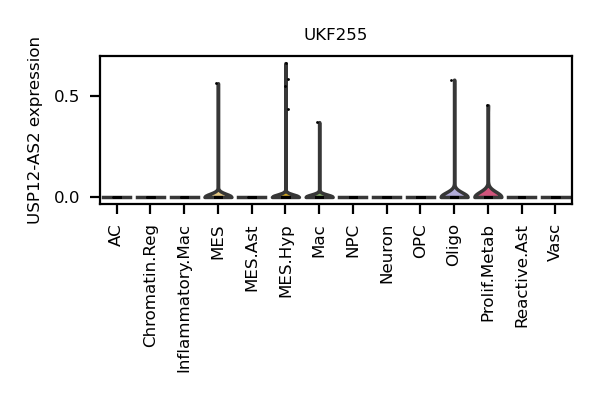 UKF255
USP12-AS2 expression
0.5
0.0
AC
Chromatin.Reg
Inflammatory.Mac
MES
MES.Ast
MES.Hyp
Mac
NPC
Neuron
OPC
Oligo
Prolif.Metab
Reactive.Ast
Vasc